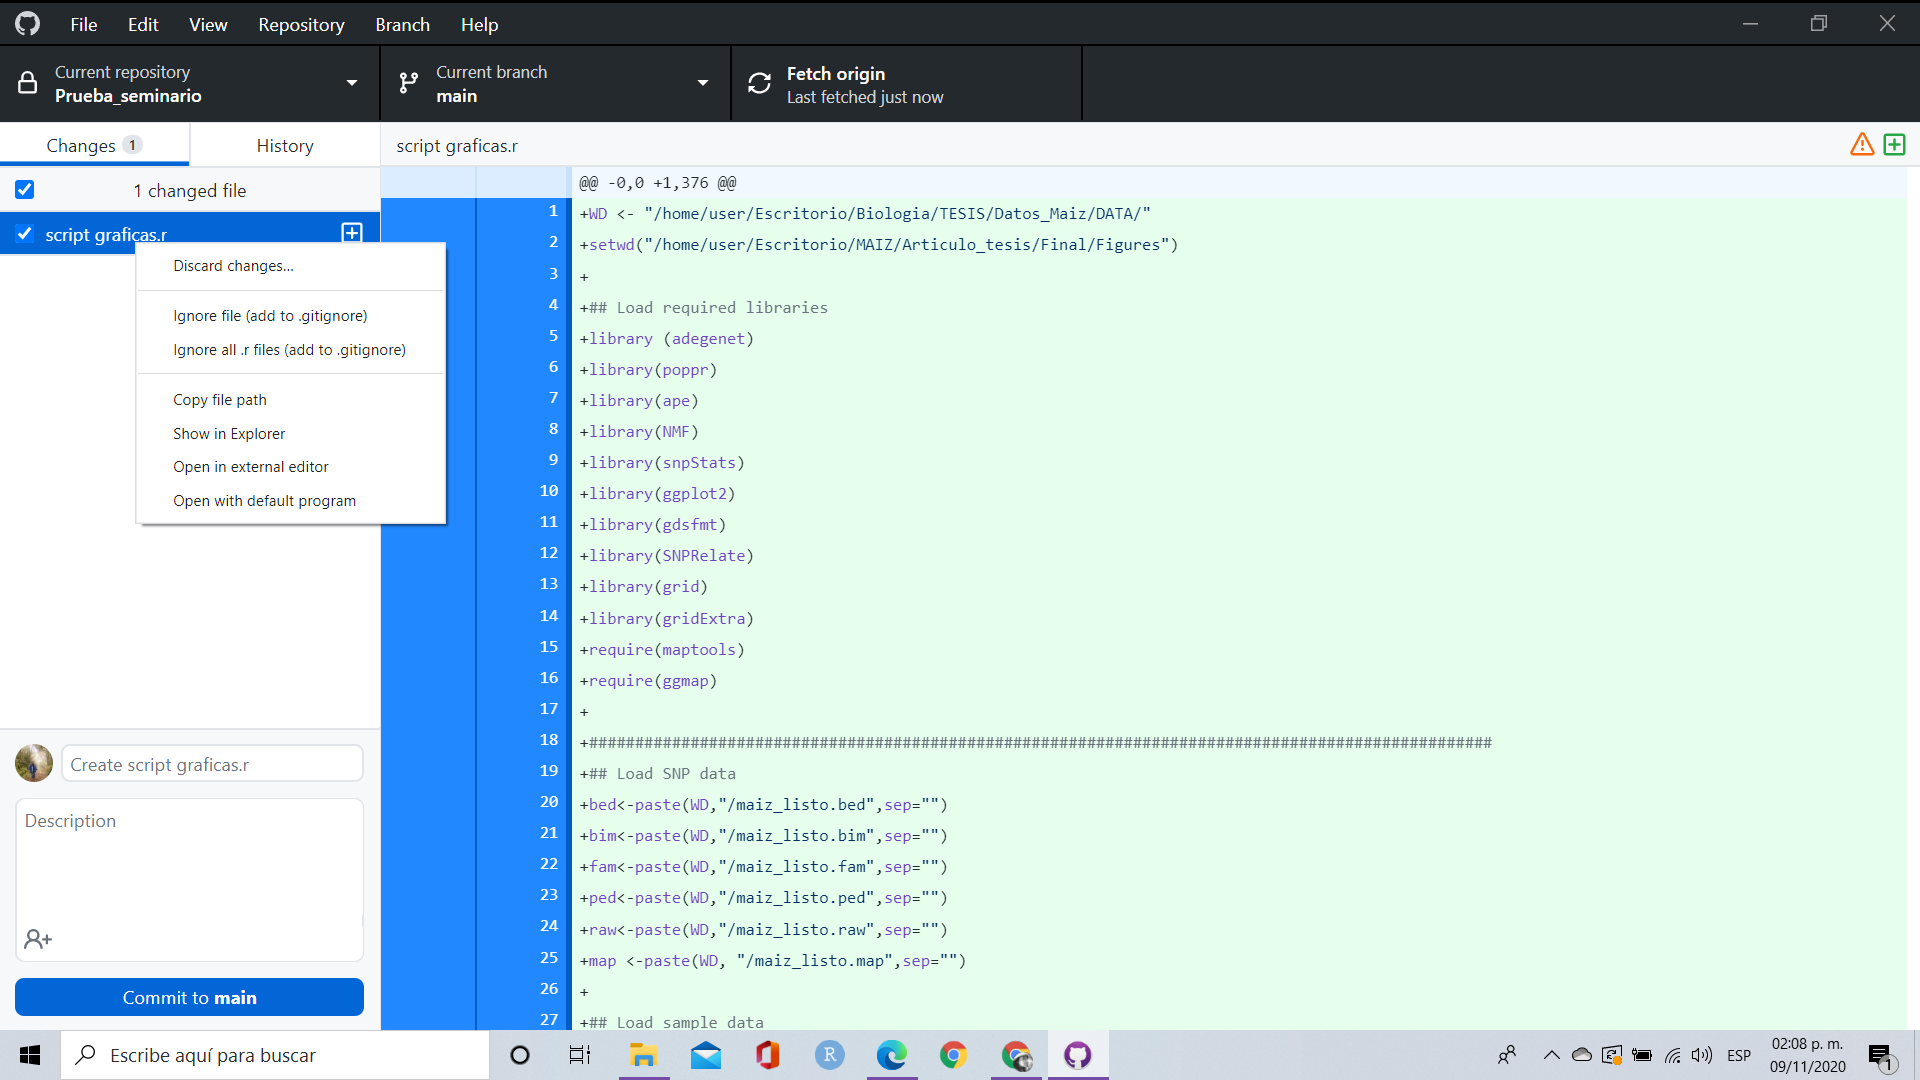 File Edit View Repository Branch Help
Current repository
Prueba_seminario
Current branch
main
Fetch origin
Last fetched just now
Changes 1
History
script graficas.r
1 changed file
script graficas.r
Discard changes...
Ignore file (add to .gitignore)
Ignore all .r files (add to .gitignore)
Copy file path
Show in Explorer
Open in external editor
Open with default program
Create script graficas.r
Description
Commit to main
@@ -0,0 +1,376 @@
1 +WD <- "/home/user/Escritorio/Biologia/TESIS/Datos_Maiz/DATA/"
2 +setwd("/home/user/Escritorio/MAIZ/Articulo_tesis/Final/Figures")
3 +
4 +## Load required libraries
5 +library (adegenet)
6 +library(poppr)
7 +library(ape)
8 +library(NMF)
9 +library(snpStats)
10 +library(ggplot2)
11 +library(gdsfmt)
12 +library(SNPRelate)
13 +library(grid)
14 +library(gridExtra)
15 +require(maptools)
16 +require(ggmap)
17 +
18 +##################################################################################################
19 +## Load SNP data
20 +bed<-paste(WD,"/maiz_listo.bed",sep="")
21 +bim<-paste(WD,"/maiz_listo.bim",sep="")
22 +fam<-paste(WD,"/maiz_listo.fam",sep="")
23 +ped<-paste(WD,"/maiz_listo.ped",sep="")
24 +raw<-paste(WD,"/maiz_listo.raw",sep="")
25 +map <-paste(WD, "/maiz_listo.map",sep="")
26 +
27 +## Load sample data
Escribe aquí para buscar
R
ESP
02:08 p. m.
09/11/2020
1